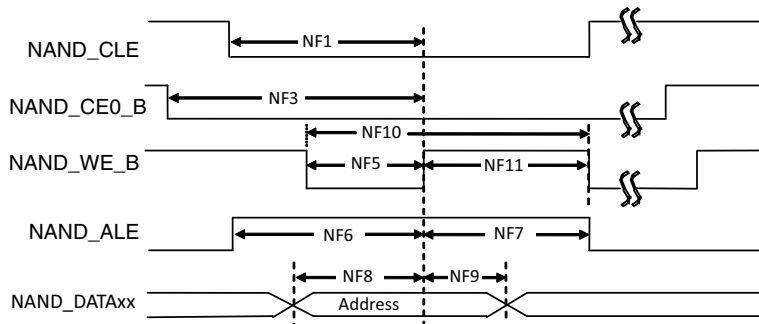 NF1
NAND_CLE
NF3
NAND_CE0_B
NF10
NAND_WE_B
NF5
NF11
NAND_ALE
NF6
NF7
NF8
NF9
NAND_DATAxx
Address